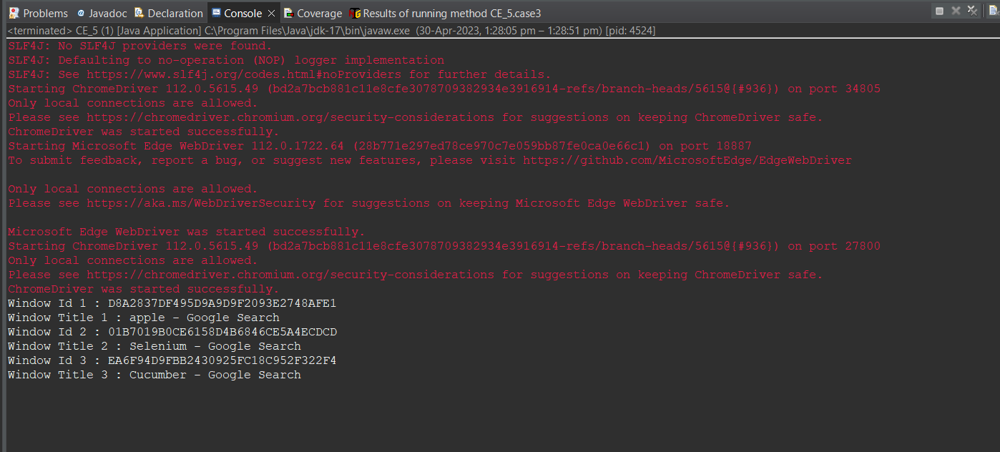 Problems @ Javadoc Declaration Console Coverage Results of running method CE_5.case3
<terminated> CE_5 (1) [Java Application] C:\Program Files\Java\jdk-17\bin\javaw.exe (30-Apr-2023, 1:28:05 pm – 1:28:51 pm) [pid: 4524]
SLF4J: No SLF4J providers were found.
SLF4J: Defaulting to no-operation (NOP) logger implementation
SLF4J: See https://www.slf4j.org/codes.html#noProviders for further details.
Starting ChromeDriver 112.0.5615.49 (bd2a7bcb881c11e8cfe3078709382934e3916914-refs/branch-heads/5615@{#936}) on port 34805
Only local connections are allowed.
Please see https://chromedriver.chromium.org/security-considerations for suggestions on keeping ChromeDriver safe.
ChromeDriver was started successfully.
Starting Microsoft Edge WebDriver 112.0.1722.64 (28b771e297ed78ce970c7e059bb87fe0ca0e66c1) on port 18887
To submit feedback, report a bug, or suggest new features, please visit https://github.com/MicrosoftEdge/EdgeWebDriver
Only local connections are allowed.
Please see https://aka.ms/WebDriverSecurity for suggestions on keeping Microsoft Edge WebDriver safe.
Microsoft Edge WebDriver was started successfully.
Starting ChromeDriver 112.0.5615.49 (bd2a7bcb881c11e8cfe3078709382934e3916914-refs/branch-heads/5615@{#936}) on port 27800
Only local connections are allowed.
Please see https://chromedriver.chromium.org/security-considerations for suggestions on keeping ChromeDriver safe.
ChromeDriver was started successfully.
Window Id 1 : D8A2837DF495D9A9D9F2093E2748AFE1
Window Title 1 : apple - Google Search
Window Id 2 : 01B7019B0CE6158D4B6846CE5A4ECDCD
Window Title 2 : Selenium - Google Search
Window Id 3 : EA6F94D9FBB2430925FC18C952F322F4
Window Title 3 : Cucumber - Google Search